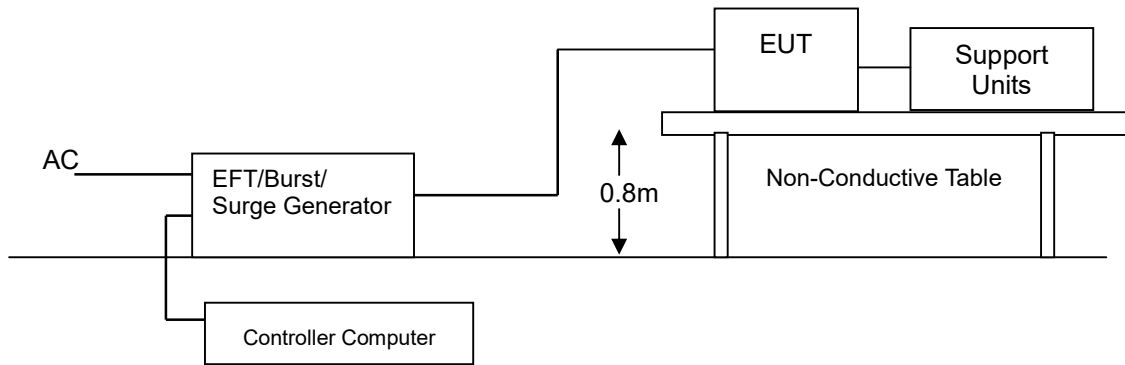 EUT
Support
Units
AC
EFT/Burst/
Surge Generator
0.8m
Non-Conductive Table
Controller Computer